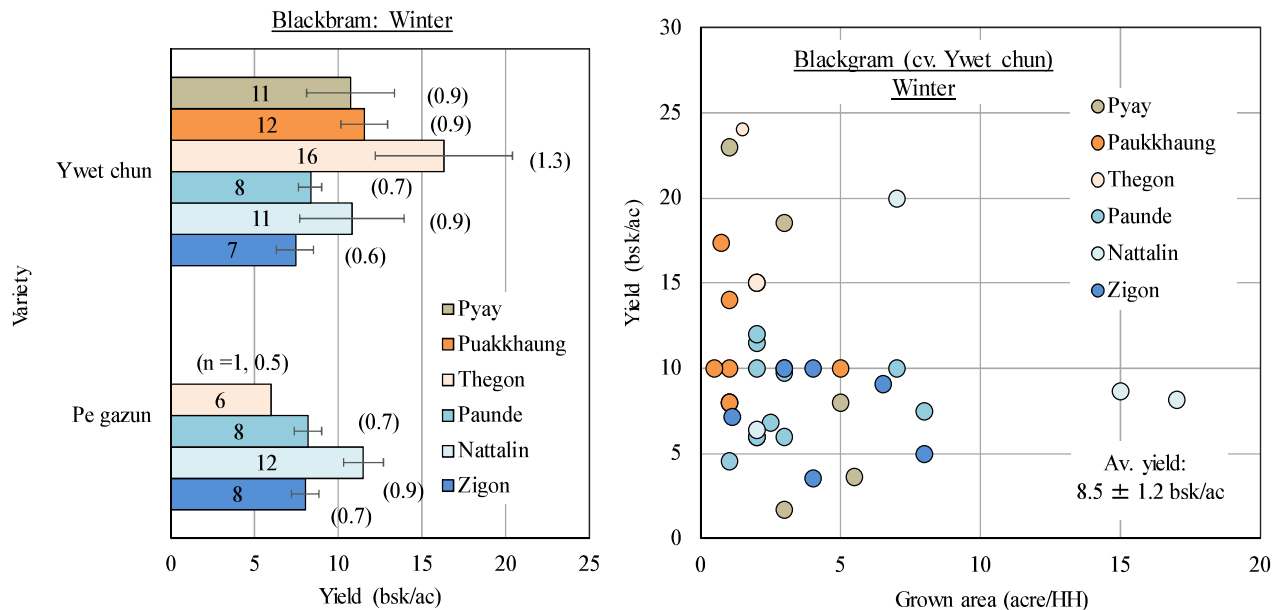 Blackbram: Winter
Variety
Ywet chun
11
(0.9)
12
(0.9)
16
(1.3)
8
(0.7)
11
(0.9)
7
(0.6)
Pe gazun
(n =1, 0.5)
6
8
(0.7)
12
(0.9)
8
(0.7)
Pyay
Puakkhaung
Thegon
Paunde
Nattalin
Zigon
0 5 10 15 20 25
Yield (bsk/ac)
Blackgram (cv. Ywet chun)
Winter
Yield (bsk/ac)
30
25
20
15
10
5
0
Pyay
Paukkhaung
Thegon
Paunde
Nattalin
Zigon
Av. yield:
8.5 ± 1.2 bsk/ac
0 5 10 15 20
Grown area (acre/HH)